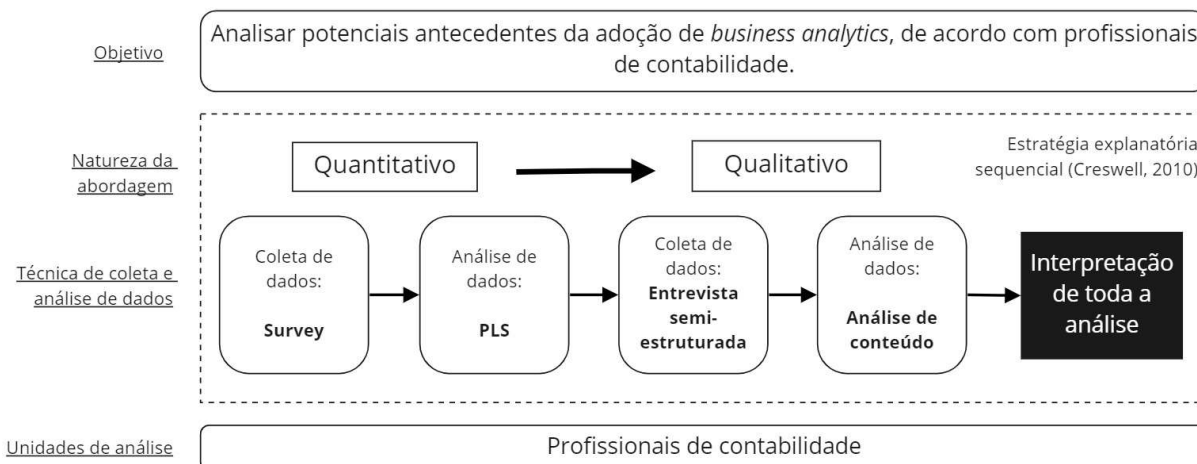 Objetivo
Analisar potenciais antecedentes da adoção de business analytics, de acordo com profissionais
de contabilidade.
Natureza da
abordagem
Quantitativo
Qualitativo
Estratégia explanatória
sequencial (Creswell, 2010)
Técnica de coleta e
análise de dados
Coleta de
dados:
Survey
Análise de
dados:
PLS
Coleta de
dados:
Entrevista
semi-
estruturada
Análise de
dados:
Análise de
conteúdo
Interpretação
de toda a
análise
Unidades de análise
Profissionais de contabilidade